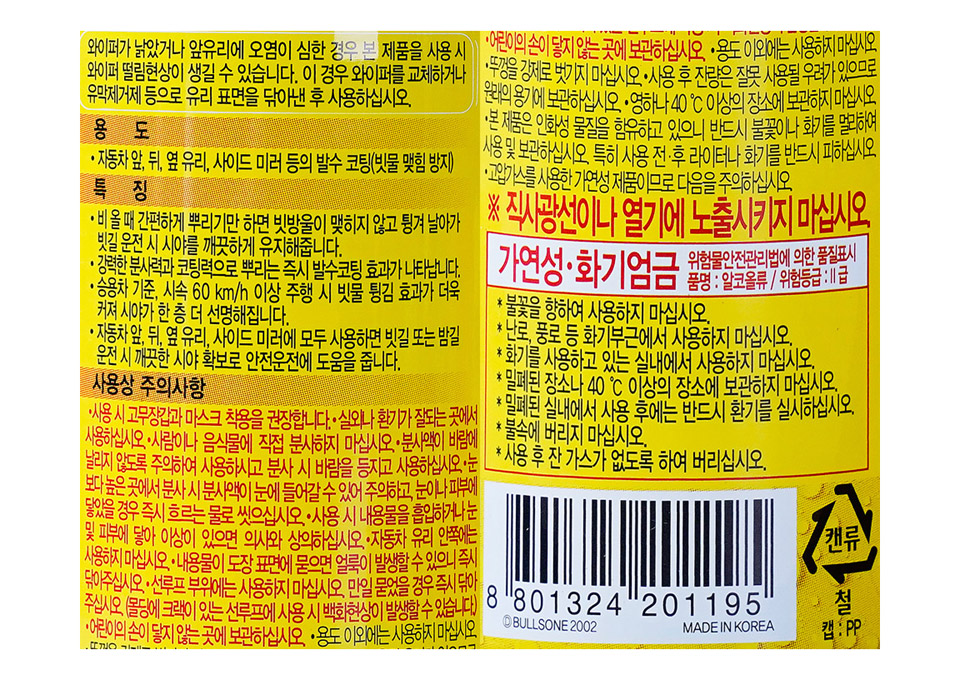 와이퍼가 낡았거나 앞유리에 오염이 심한 경우 본 제품을 사용 시
와이퍼 떨림현상이 생길 수 있습니다. 이 경우 와이퍼를 교체하거나
유막제거제 등으로 유리 표면을 닦아낸 후 사용하십시오.
용 도
•자동차 앞, 뒤, 옆 유리, 사이드 미러 등의 발수 코팅(빗물 맺힘 방지)
특 징
•비 올 때 간편하게 뿌리기만 하면 빗방울이 맺히지 않고 튕겨 날아가
빗길 운전 시 시야를 깨끗하게 유지해줍니다.
•강력한 분사력과 코팅력으로 뿌리는 즉시 발수코팅 효과가 나타납니다.
•승용차 기준, 시속 60 km/h 이상 주행 시 빗물 튕김 효과가 더욱
커져 시야가 한 층 더 선명해집니다.
•자동차 앞, 뒤, 옆 유리, 사이드 미러에 모두 사용하면 빗길 또는 밤길
운전 시 깨끗한 시야 확보로 안전운전에 도움을 줍니다.
사용상 주의사항
•사용 시 고무장갑과 마스크 착용을 권장합니다.•실외나 환기가 잘되는 곳에서
사용하십시오.•사람이나 음식물에 직접 분사하지 마십시오.•분사액이 바람에
날리지 않도록 주의하여 사용하시고 분사 시 바람을 등지고 사용하십시오.•눈
보다 높은 곳에서 분사 시 분사액이 눈에 들어갈 수 있어 주의하고, 눈이나 피부에
닿았을 경우 즉시 흐르는 물로 씻으십시오.•사용 시 내용물을 흡입하거나 눈
및 피부에 닿아 이상이 있으면 의사와 상의하십시오.•자동차 유리 안쪽에는
사용하지 마십시오.•내용물이 도장 표면에 묻으면 얼룩이 발생할 수 있으니 즉시
닦아주십시오.•선루프 부위에는 사용하지 마십시오. 만일 묻었을 경우 즉시 닦아
주십시오. (몰딩에 크랙이 있는 선루프에 사용 시 백화현상이 발생할 수 있습니다.)
•어린이의 손이 닿지 않는 곳에 보관하십시오. •용도 이외에는 사용하지 마십시오.
•어린이의 손이 닿지 않는 곳에 보관하십시오. •용도 이외에는 사용하지 마십시오.
•뚜껑을 강제로 벗기지 마십시오.•사용 후 잔량은 잘못 사용될 우려가 있으므로
원래의 용기에 보관하십시오.•영하나 40 ℃ 이상의 장소에 보관하지 마십시오.
•본 제품은 인화성 물질을 함유하고 있으니 반드시 불꽃이나 화기를 멀리하여
사용 및 보관하십시오. 특히 사용 전·후 라이터나 화기를 반드시 피하십시오.
•고압가스를 사용한 가연성 제품이므로 다음을 주의하십시오.
※ 직사광선이나 열기에 노출시키지 마십시오
가연성·화기엄금
위험물안전관리법에 의한 품질표시
품명 : 알코올류 / 위험등급 : II 급
* 불꽃을 향하여 사용하지 마십시오.
* 난로, 풍로 등 화기부근에서 사용하지 마십시오.
* 화기를 사용하고 있는 실내에서 사용하지 마십시오.
* 밀폐된 장소나 40 ℃ 이상의 장소에 보관하지 마십시오.
* 밀폐된 실내에서 사용 후에는 반드시 환기를 실시하십시오.
* 불속에 버리지 마십시오.
* 사용 후 잔 가스가 없도록 하여 버리십시오.
8 801324 201195
©BULLSONE 2002 MADE IN KOREA
캔류
철
캡 : PP